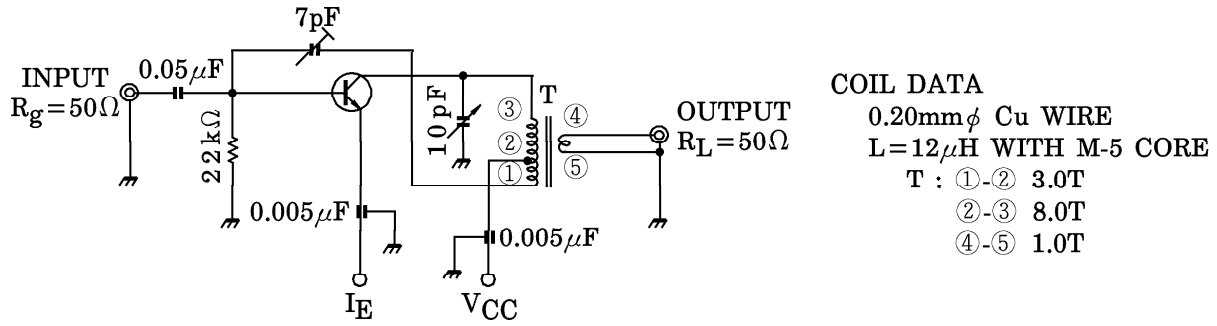 7pF
INPUT
Rg=50Ω
0.05μF
22kΩ
10pF
T
③
②
①
④
⑤
OUTPUT
RL=50Ω
0.005μF
0.005μF
IE
VCC
COIL DATA
0.20mmϕ Cu WIRE
L=12μH WITH M-5 CORE
T : ①-② 3.0T
②-③ 8.0T
④-⑤ 1.0T